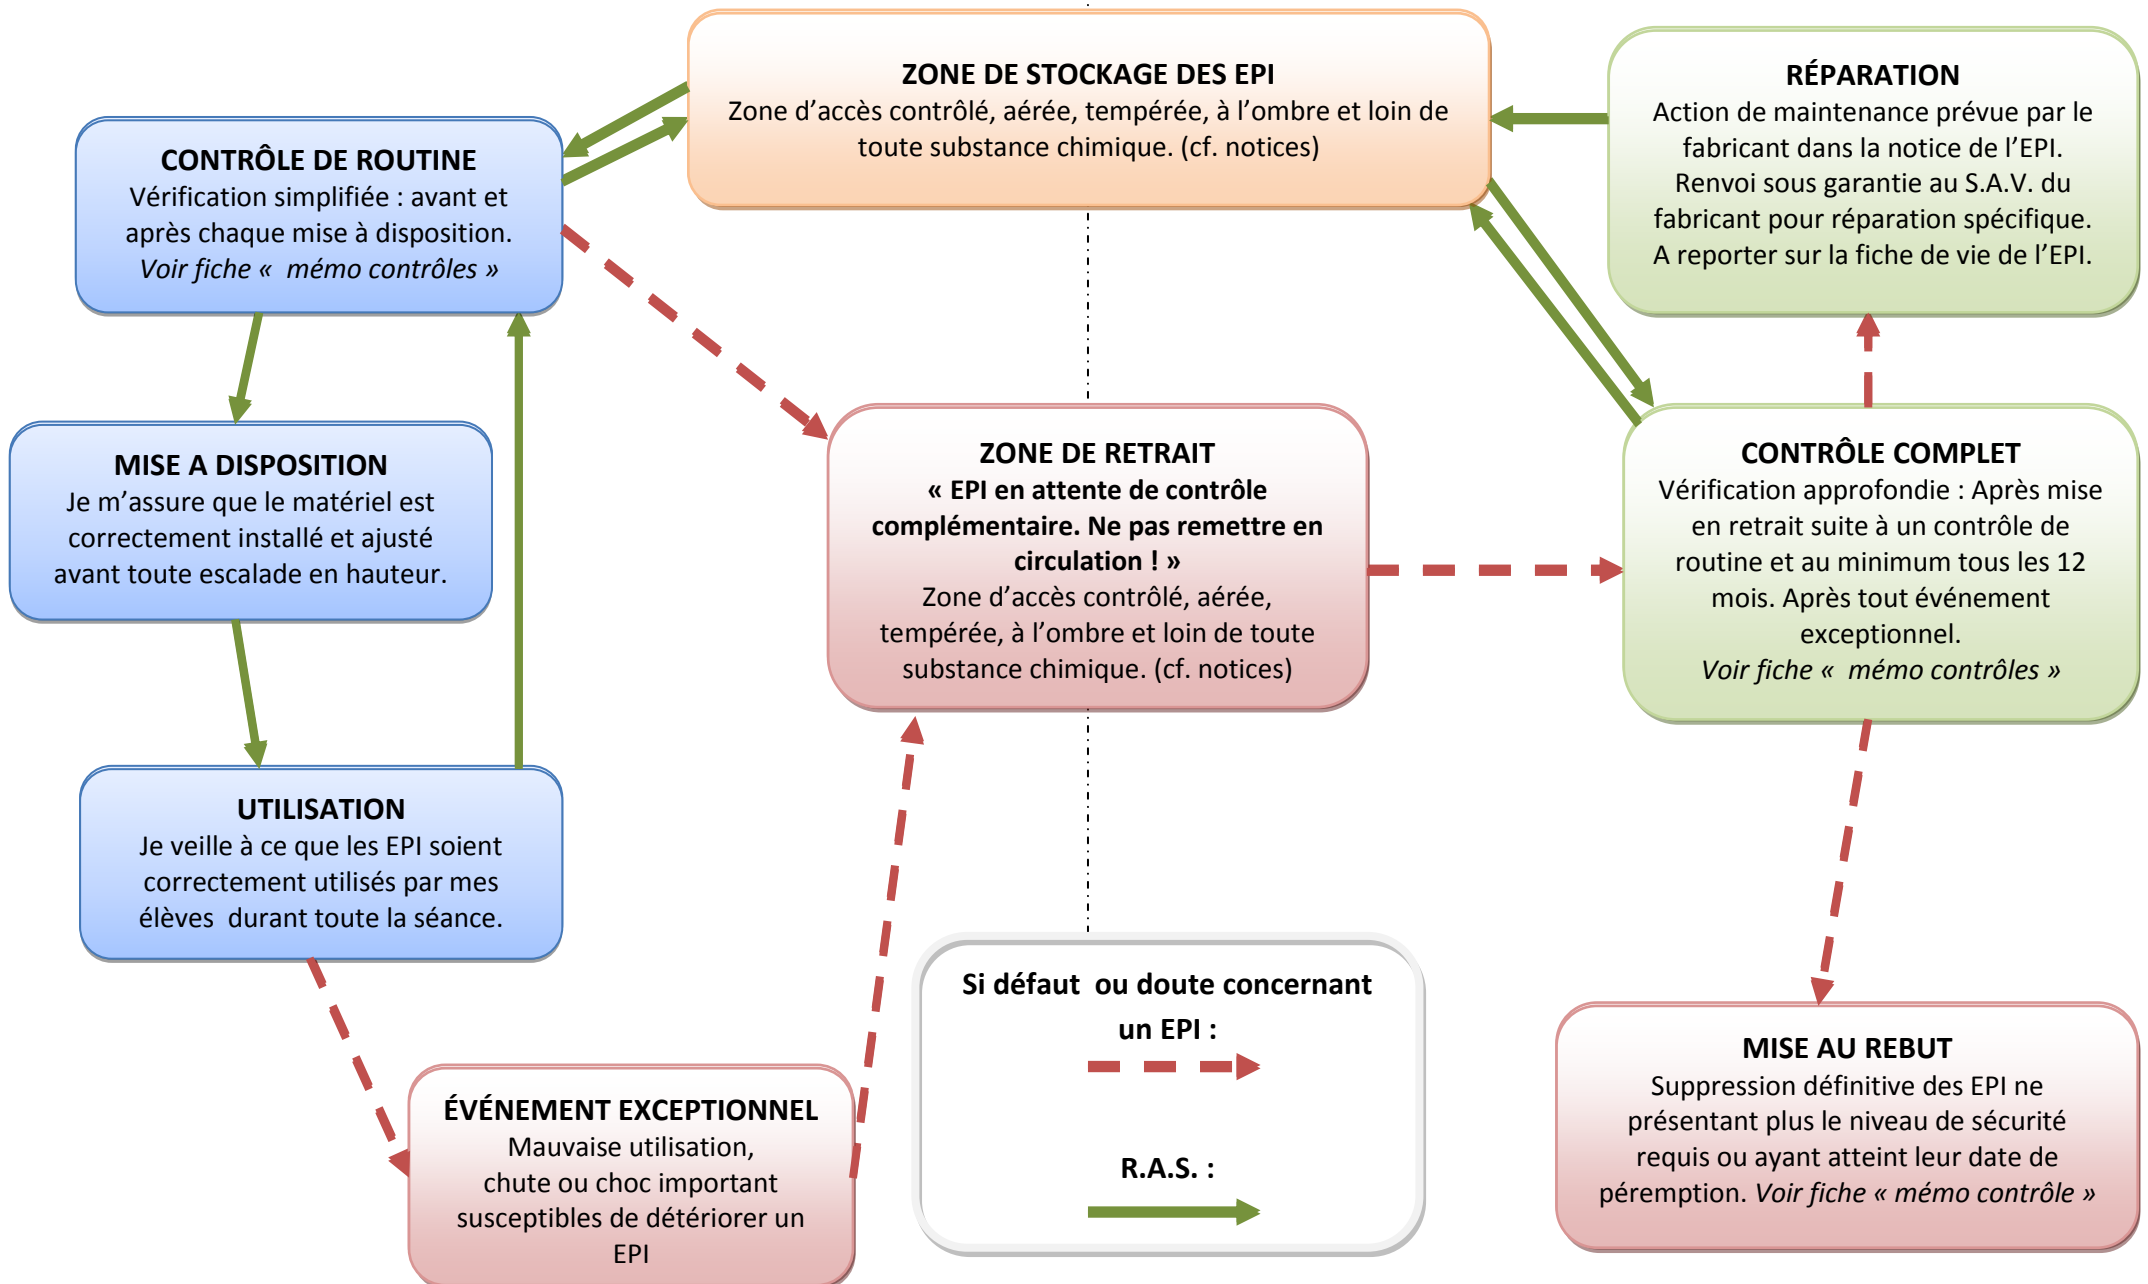 ZONE DE STOCKAGE DES EPI
Zone d’accès contrôlé, aérée, tempérée, à l’ombre et loin de
toute substance chimique. (cf. notices)
RÉPARATION
Action de maintenance prévue par le
fabricant dans la notice de l’EPI.
Renvoi sous garantie au S.A.V. du
fabricant pour réparation spécifique.
A reporter sur la fiche de vie de l’EPI.
CONTRÔLE DE ROUTINE
Vérification simplifiée : avant et
après chaque mise à disposition.
Voir fiche «  mémo contrôles »
MISE A DISPOSITION
Je m’assure que le matériel est
correctement installé et ajusté
avant toute escalade en hauteur.
ZONE DE RETRAIT
« EPI en attente de contrôle
complémentaire. Ne pas remettre en
circulation ! »
Zone d’accès contrôlé, aérée,
tempérée, à l’ombre et loin de toute
substance chimique. (cf. notices)
CONTRÔLE COMPLET
Vérification approfondie : Après mise
en retrait suite à un contrôle de
routine et au minimum tous les 12
mois. Après tout événement
exceptionnel.
Voir fiche «  mémo contrôles »
UTILISATION
Je veille à ce que les EPI soient
correctement utilisés par mes
élèves  durant toute la séance.
ÉVÉNEMENT EXCEPTIONNEL
Mauvaise utilisation,
chute ou choc important
susceptibles de détériorer un
EPI
Si défaut  ou doute concernant
un EPI :
R.A.S. :
MISE AU REBUT
Suppression définitive des EPI ne
présentant plus le niveau de sécurité
requis ou ayant atteint leur date de
péremption. Voir fiche « mémo contrôle »